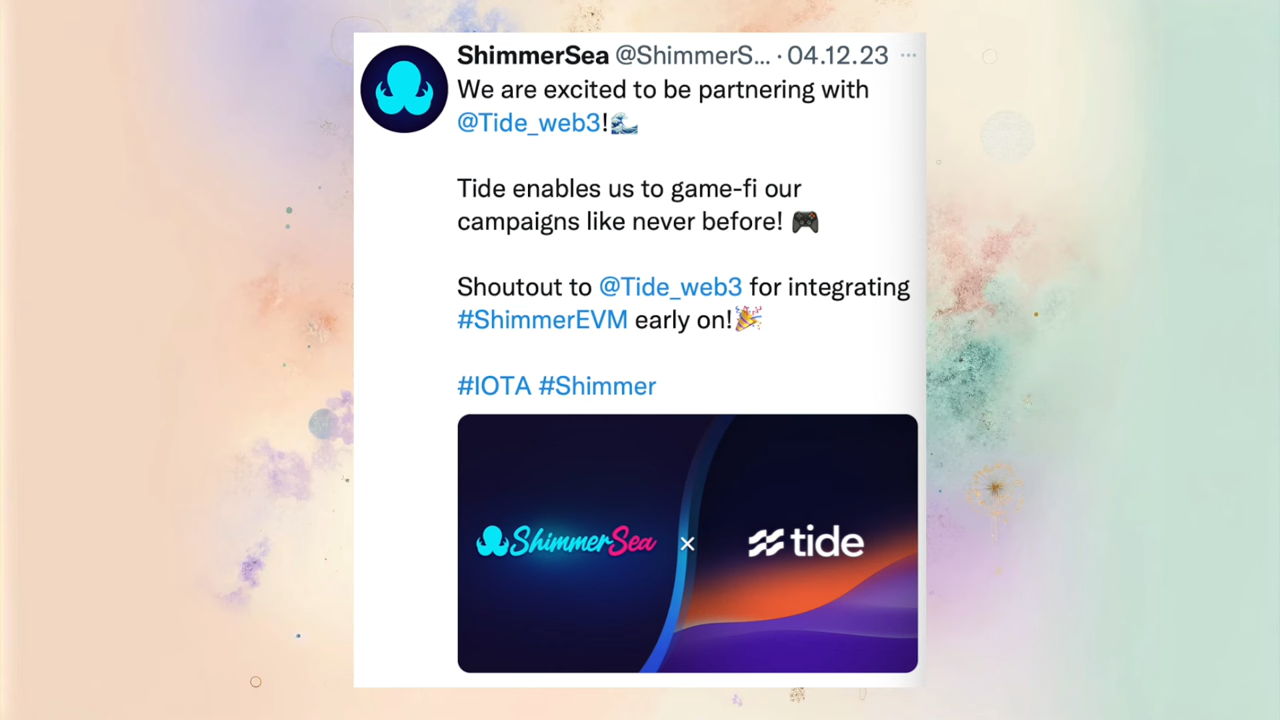 ShimmerSea @ShimmerS... · 04.12.23 ···
We are excited to be partnering with
@Tide_web3!🌊
Tide enables us to game-fi our
campaigns like never before! 🎮
Shoutout to @Tide_web3 for integrating
#ShimmerEVM early on!🎉
#IOTA #Shimmer
ShimmerSea × tide